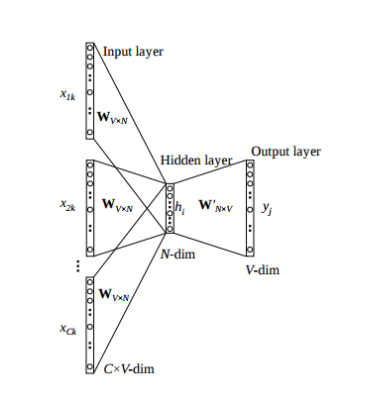 Input layer
x1k
WV×N
Hidden layer
Output layer
x2k
WV×N
hi
W'N×V
yj
N-dim
V-dim
WV×N
xCk
C×V-dim